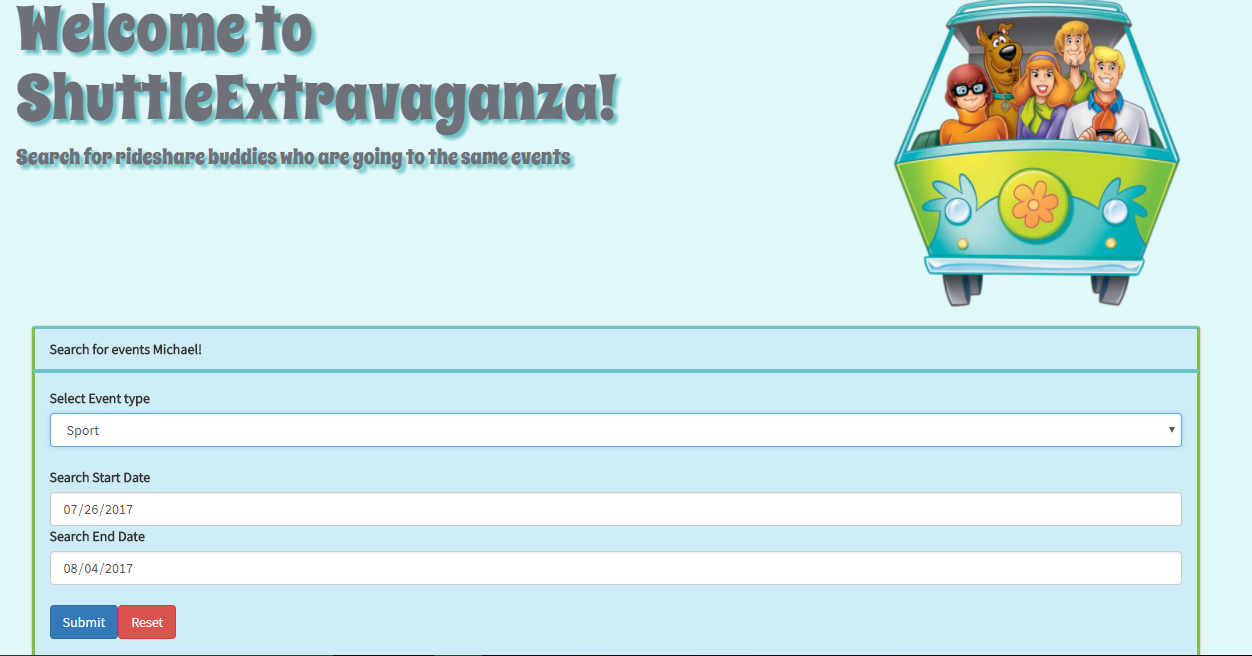 Welcome to
ShuttleExtravaganza!
Search for rideshare buddies who are going to the same events
Search for events Michael!
Select Event type
Sport
Search Start Date
07/26/2017
Search End Date
08/04/2017
Submit Reset